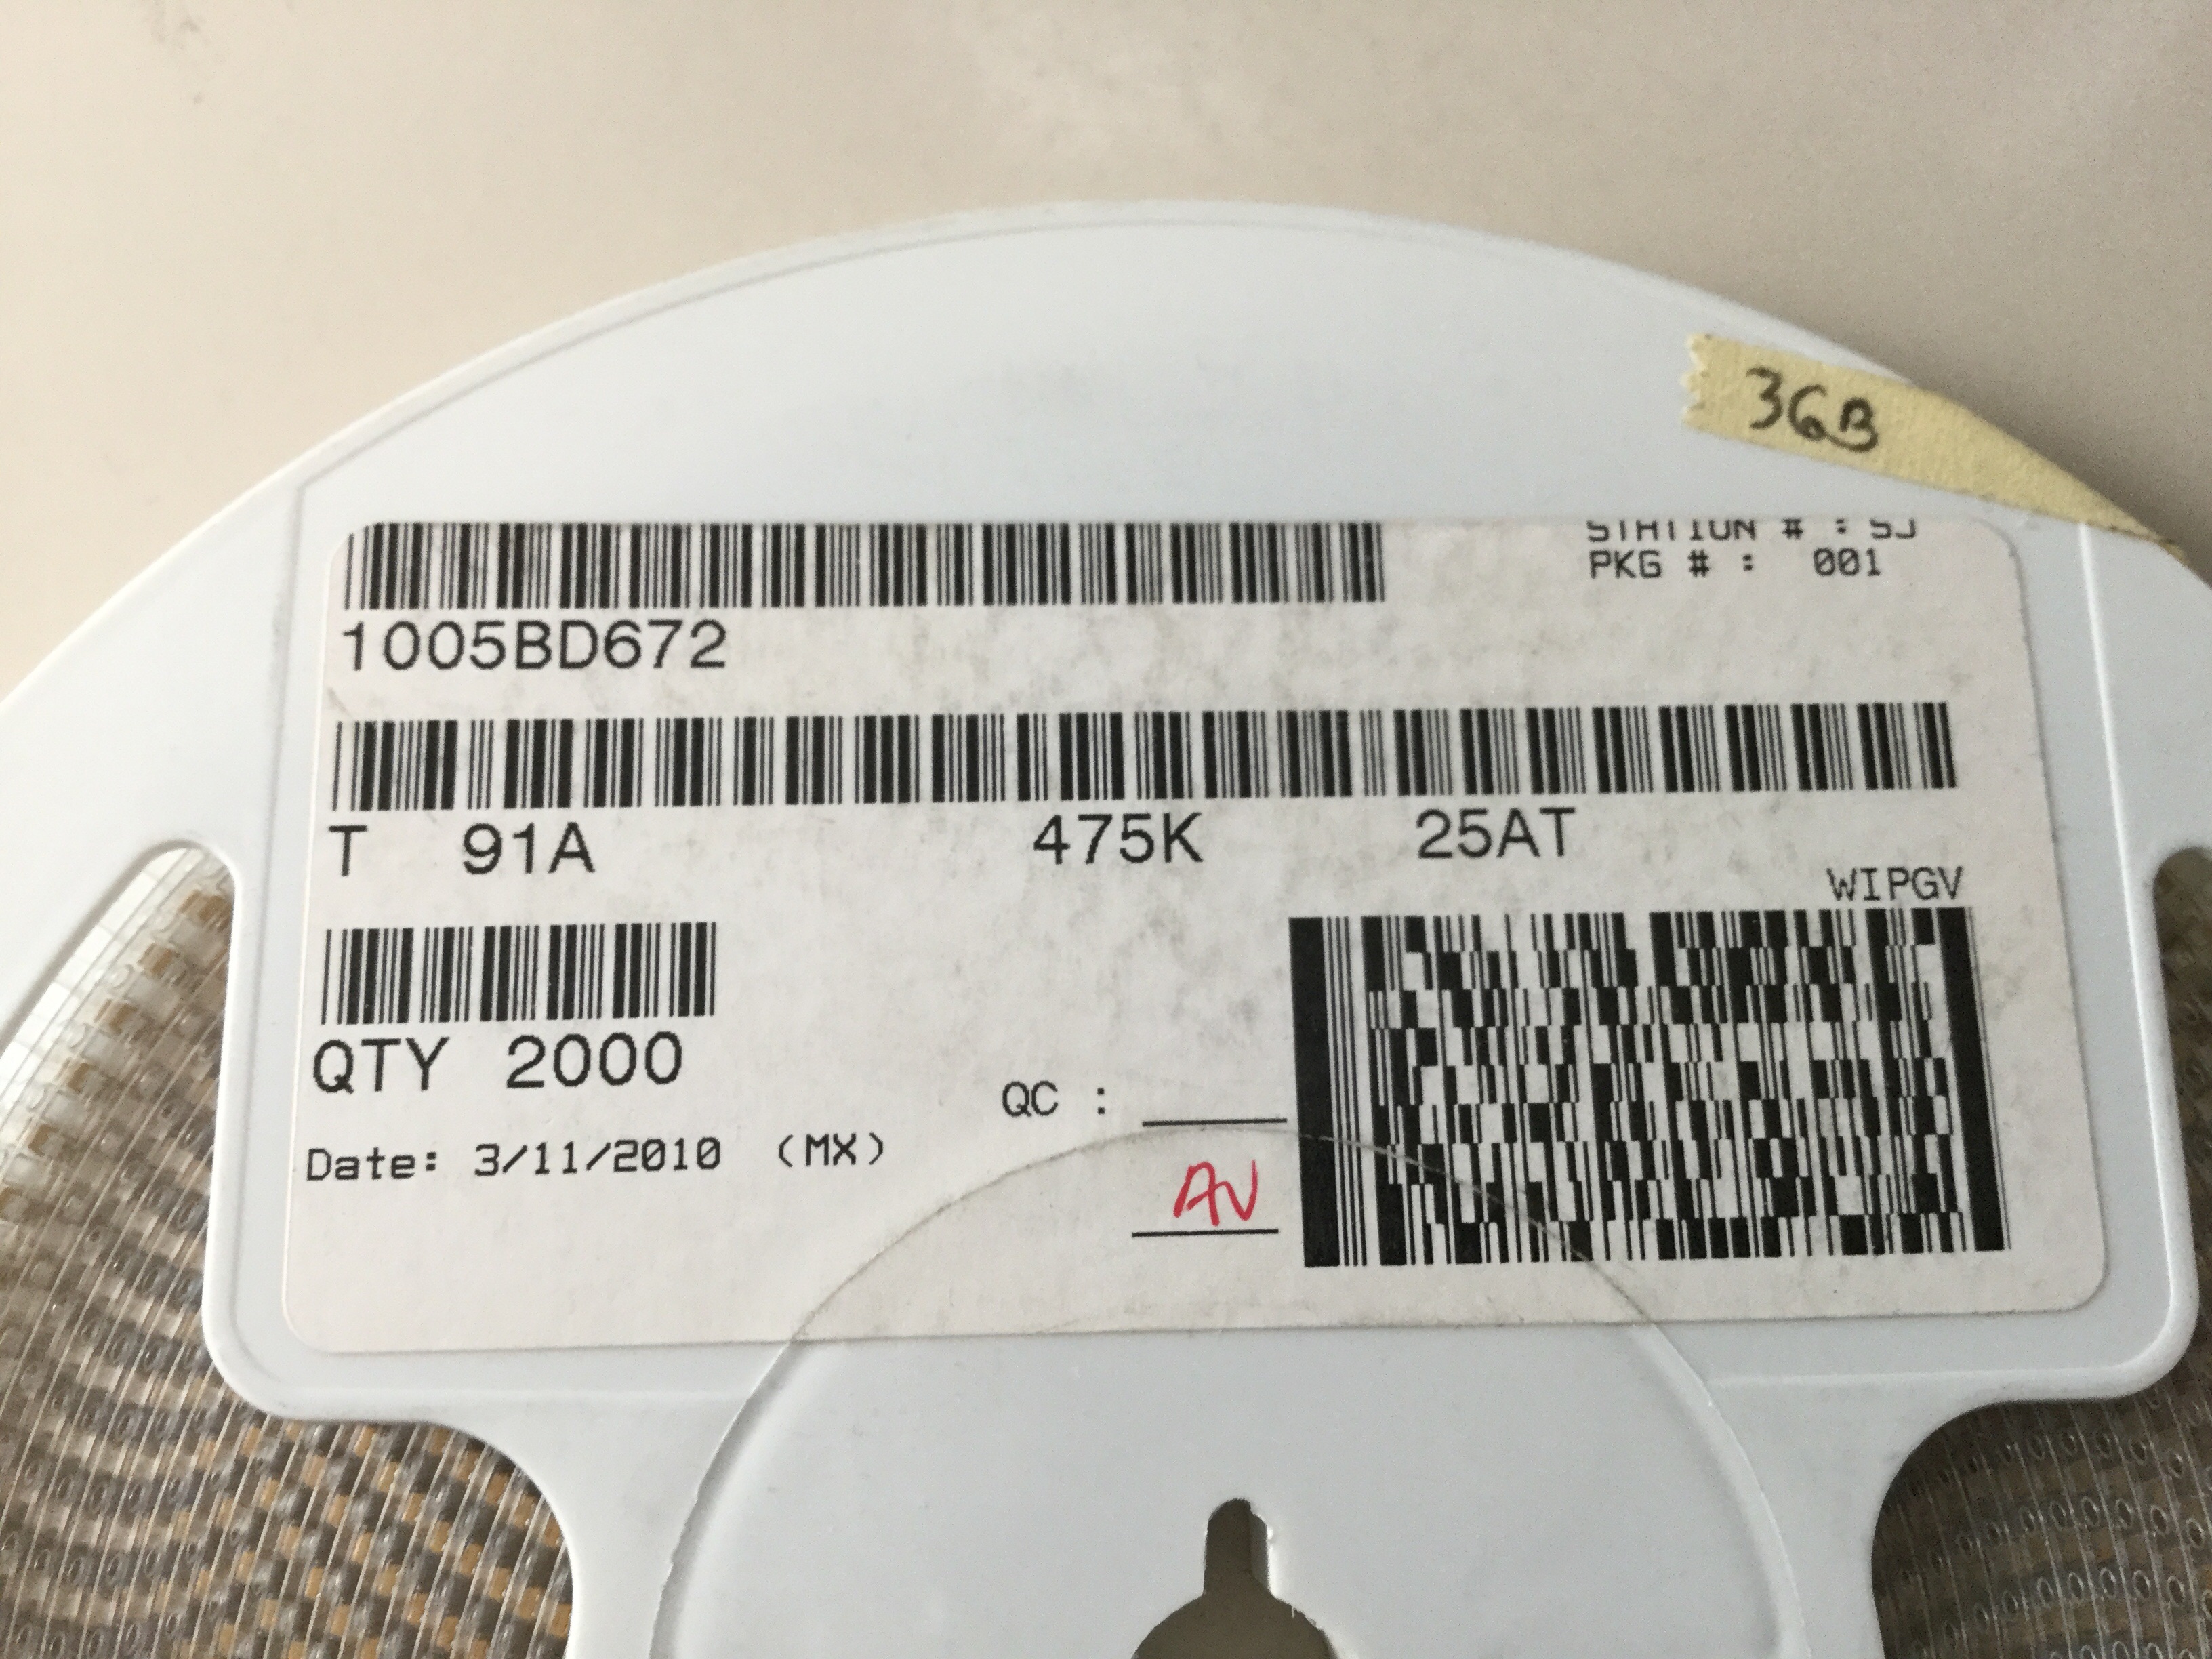 36B
STATION # : SJ
PKG # : 001
1005BD672
T 91A 475K 25AT
WIPGV
QTY 2000
QC :
Date: 3/11/2010 (MX)
AV